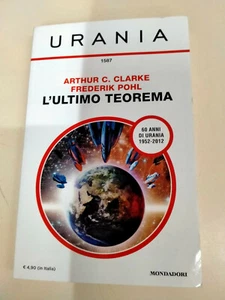 URANIA
1587
ARTHUR C. CLARKE
FREDERIK POHL
L'ULTIMO TEOREMA
60 ANNI
DI URANIA
1952-2012
€ 4,90 (in Italia)
MONDADORI